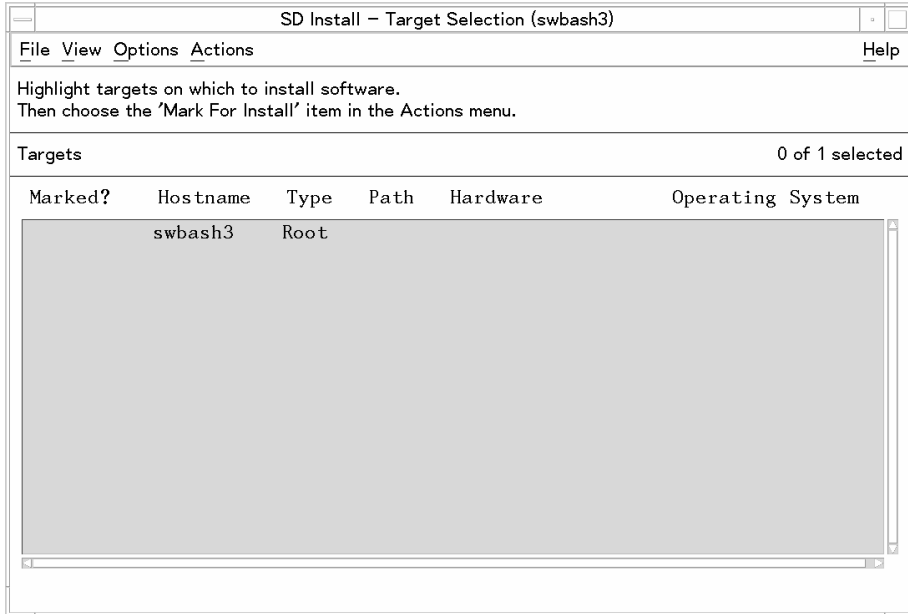 SD Install - Target Selection (swbash3)
File View Options Actions Help
Highlight targets on which to install software.
Then choose the 'Mark For Install' item in the Actions menu.
Targets 0 of 1 selected
Marked? Hostname Type Path Hardware Operating System
swbash3 Root